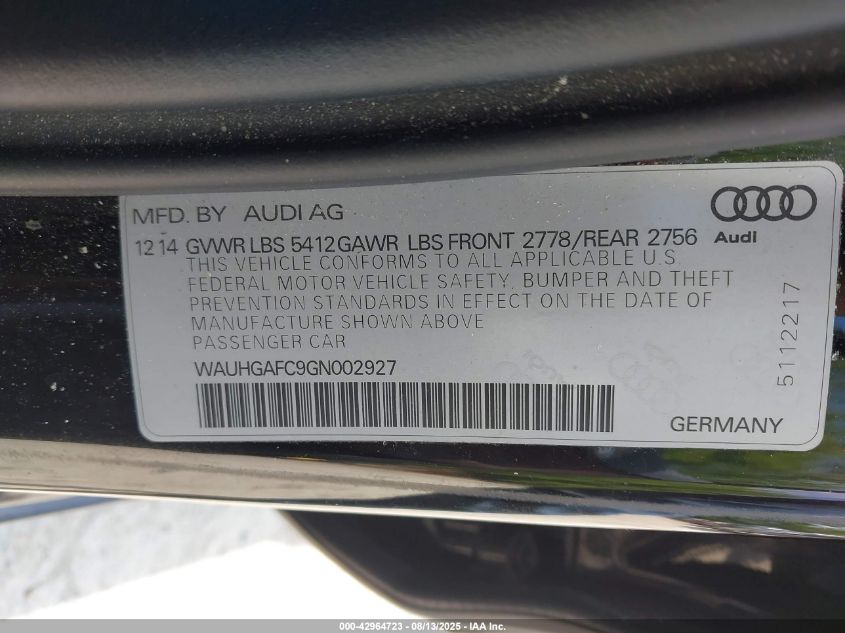 MFD. BY AUDI AG
Audi
12 14 GVWR LBS 5412 GAWR LBS FRONT 2778/REAR 2756
THIS VEHICLE CONFORMS TO ALL APPLICABLE U.S.
FEDERAL MOTOR VEHICLE SAFETY, BUMPER AND THEFT
PREVENTION STANDARDS IN EFFECT ON THE DATE OF
MANUFACTURE SHOWN ABOVE
PASSENGER CAR
WAUHGAFC9GN002927
5112217
GERMANY
000-42964723 - 08/13/2025 - IAA Inc.